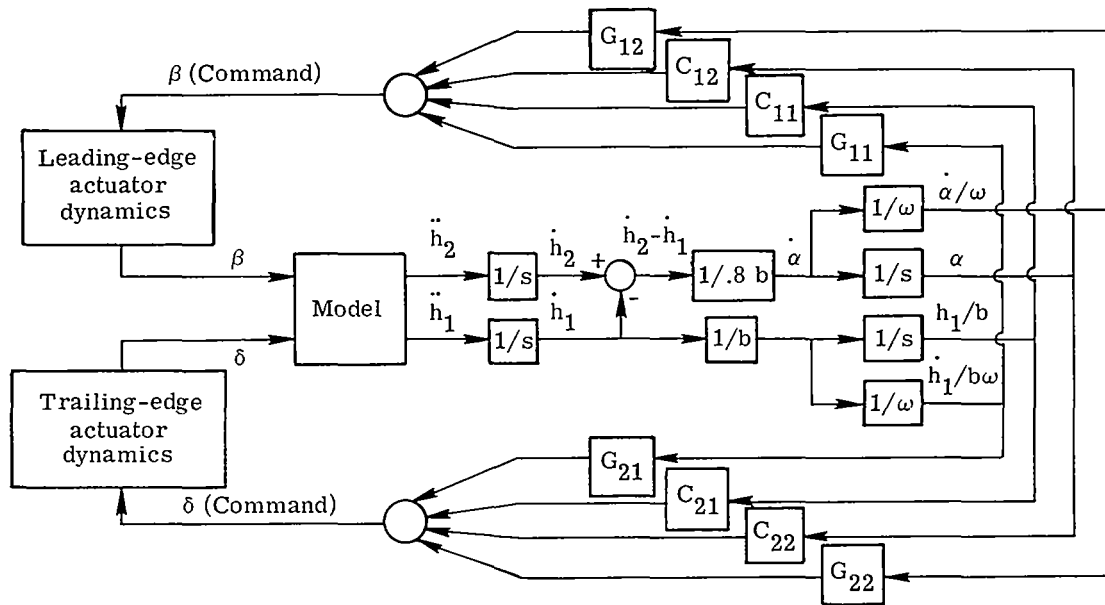 G12
C12
β (Command)
C11
G11
Leading-edge
actuator
dynamics
α̇/ω
1/ω
ḧ2
ḣ2
ḣ2-ḣ1
α̇
β
1/s
+
1/.8 b
1/s
α
Model
-
ḧ1
ḣ1
h1/b
1/s
1/b
1/s
δ
ḣ1/bω
1/ω
Trailing-edge
actuator
dynamics
G21
C21
δ (Command)
C22
G22